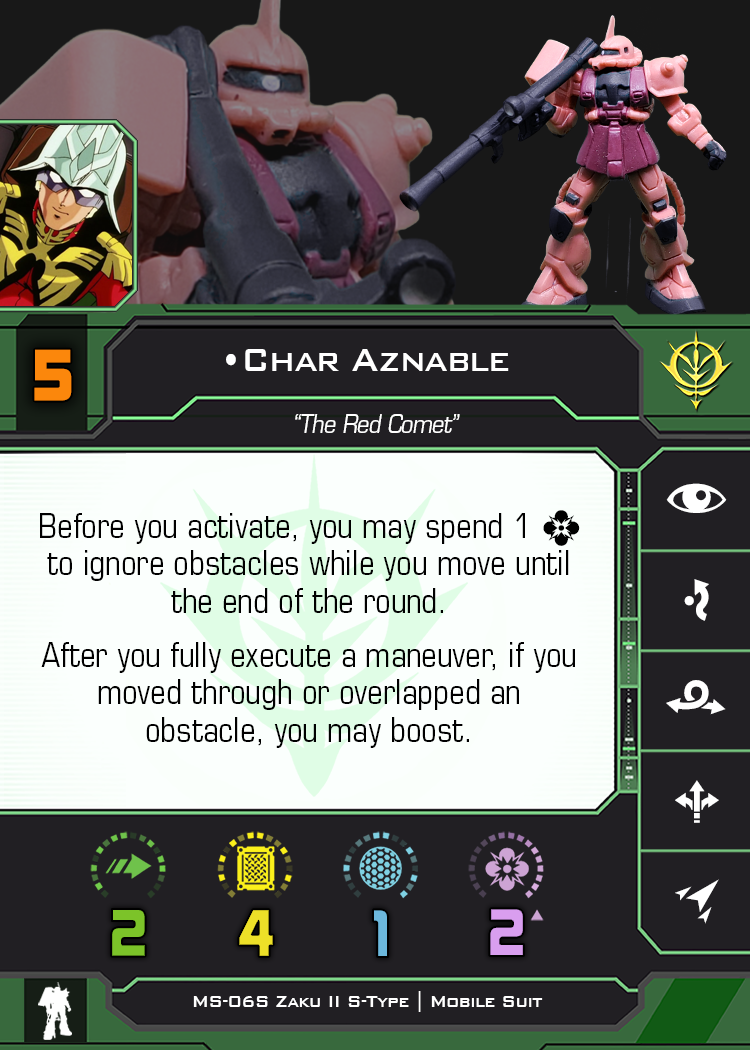 5
•Char Aznable
“The Red Comet”
Before you activate, you may spend 1
to ignore obstacles while you move until
the end of the round.
After you fully execute a maneuver, if you
moved through or overlapped an
obstacle, you may boost.
2 4 1 2
MS-06S Zaku II S-Type | Mobile Suit